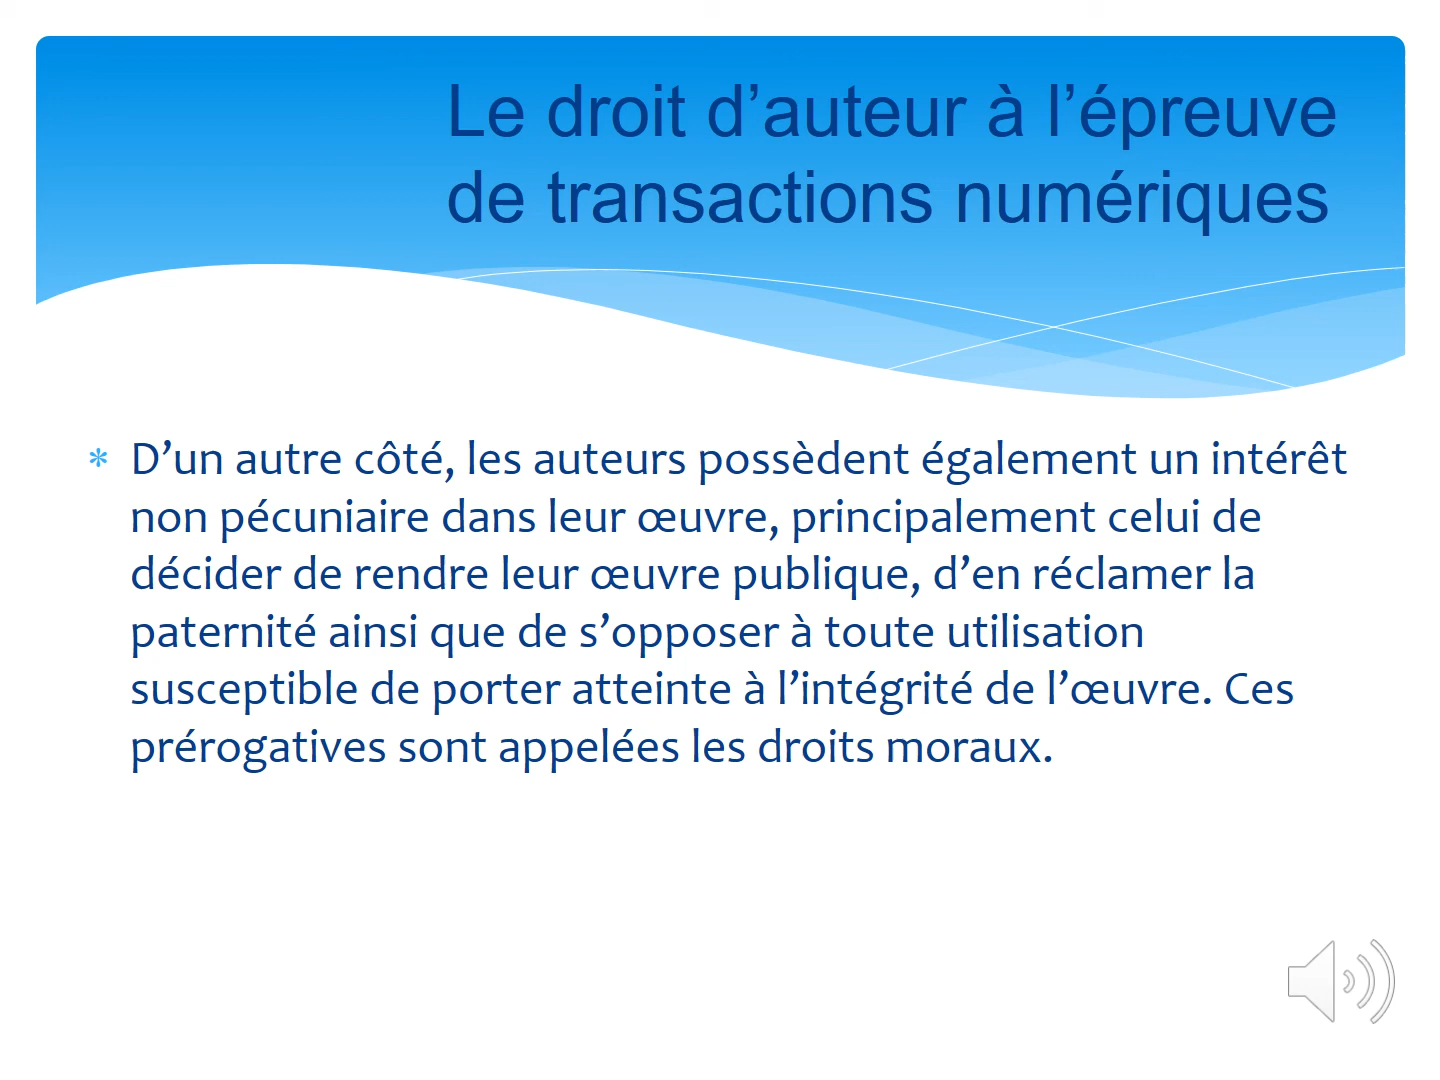 Le droit d’auteur à l’épreuve
de transactions numériques
* D’un autre côté, les auteurs possèdent également un intérêt
non pécuniaire dans leur œuvre, principalement celui de
décider de rendre leur œuvre publique, d’en réclamer la
paternité ainsi que de s’opposer à toute utilisation
susceptible de porter atteinte à l’intégrité de l’œuvre. Ces
prérogatives sont appelées les droits moraux.